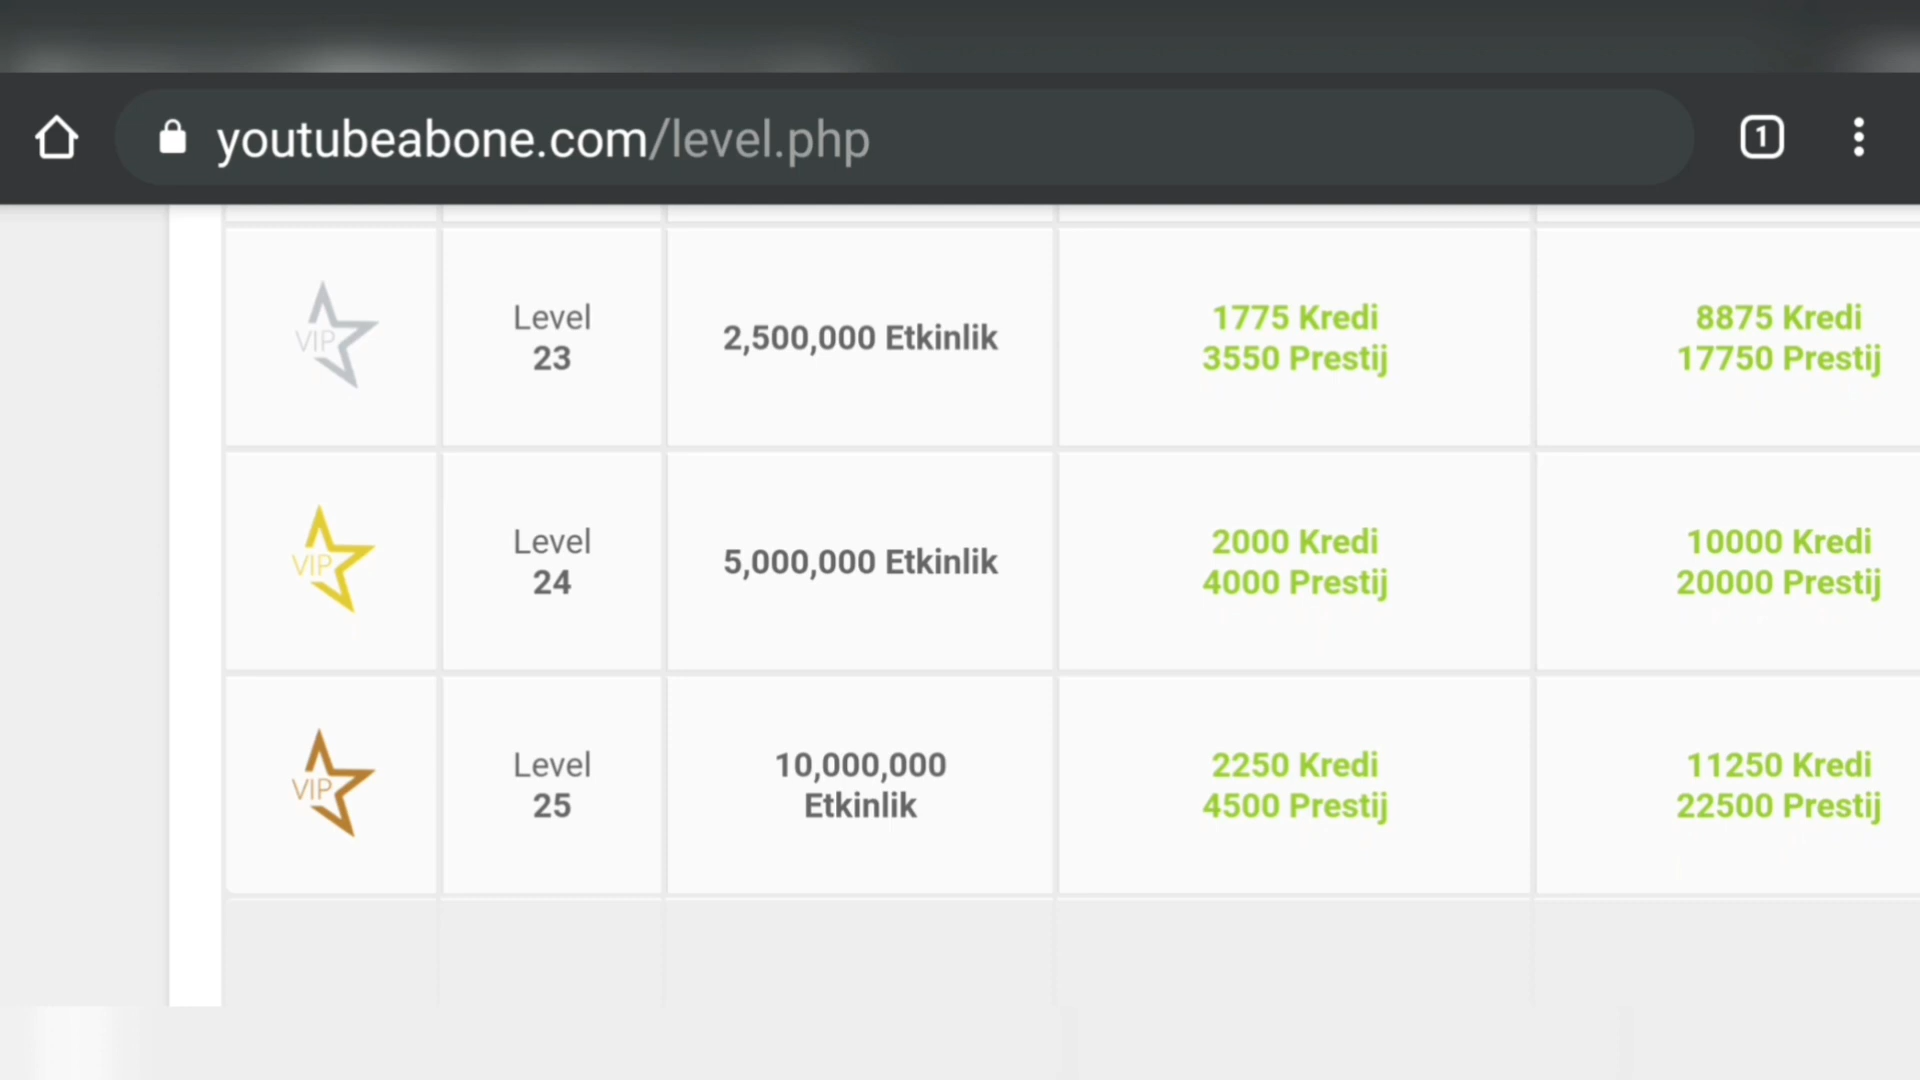 youtubeabone.com/level.php
1
VIP
Level
23
2,500,000 Etkinlik
1775 Kredi
3550 Prestij
8875 Kredi
17750 Prestij
VIP
Level
24
5,000,000 Etkinlik
2000 Kredi
4000 Prestij
10000 Kredi
20000 Prestij
VIP
Level
25
10,000,000
Etkinlik
2250 Kredi
4500 Prestij
11250 Kredi
22500 Prestij